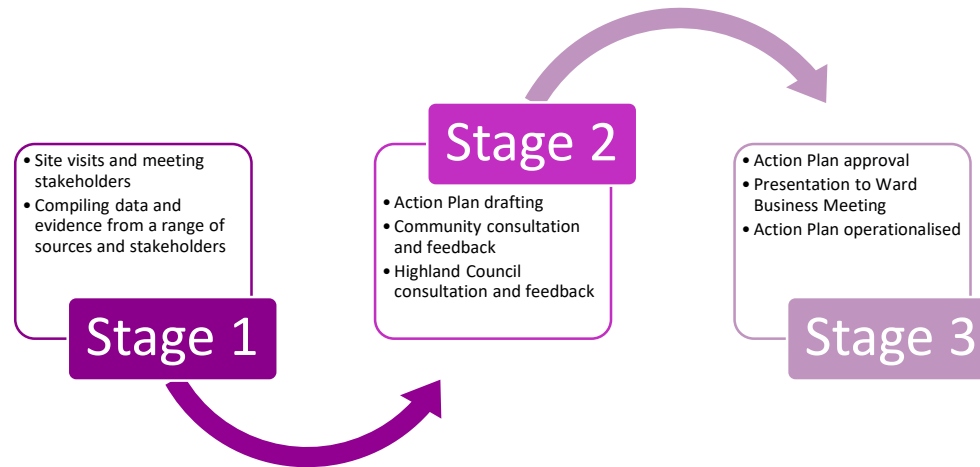 • Site visits and meeting
stakeholders
• Compiling data and
evidence from a range of
sources and stakeholders
Stage 1
Stage 2
• Action Plan drafting
• Community consultation
and feedback
• Highland Council
consultation and feedback
• Action Plan approval
• Presentation to Ward
Business Meeting
• Action Plan operationalised
Stage 3